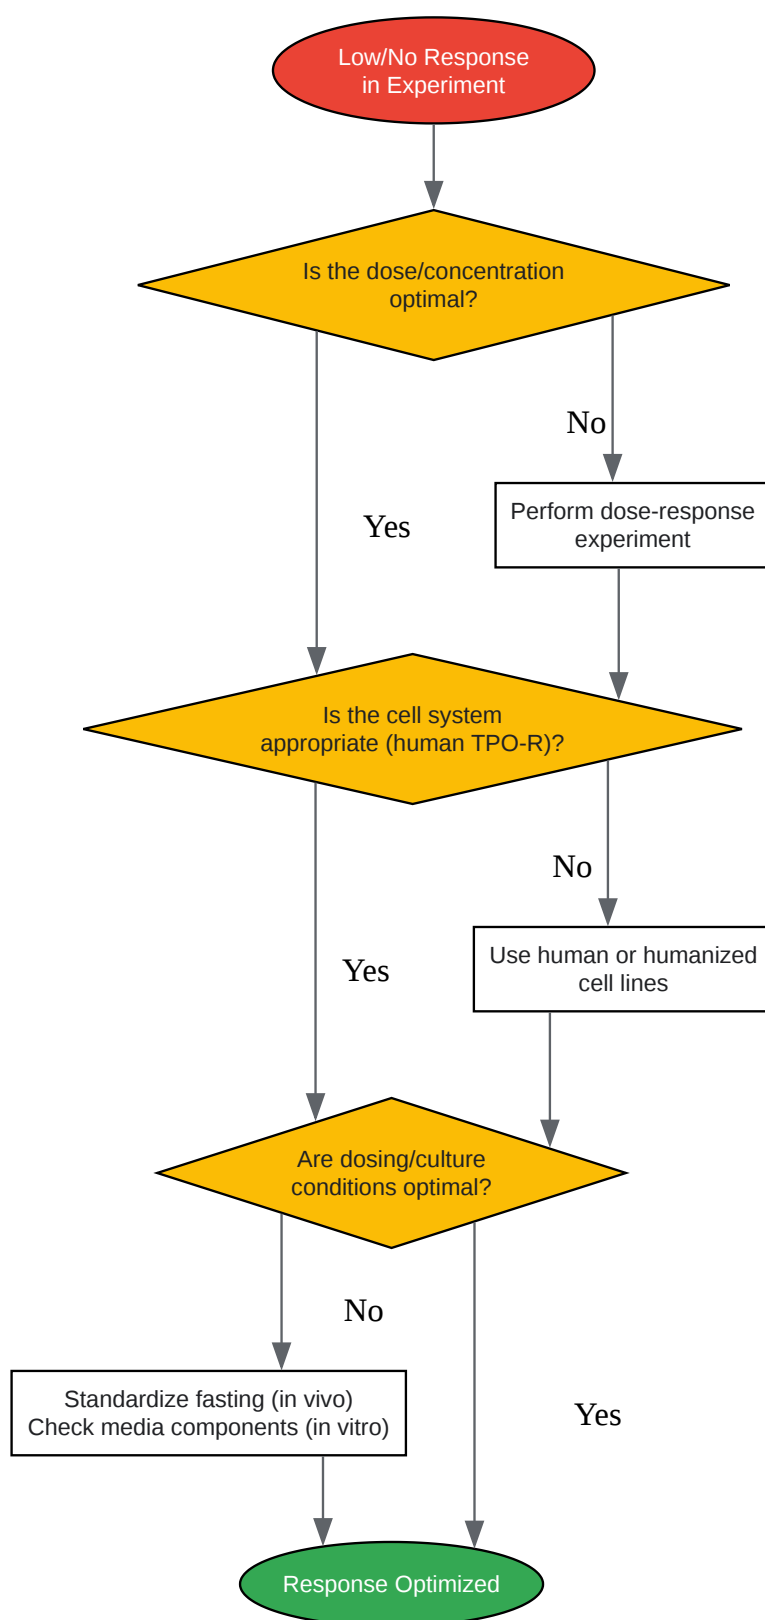 Low/No Response
in Experiment
Is the dose/concentration
optimal?
No
Perform dose-response
experiment
Yes
Is the cell system
appropriate (human TPO-R)?
No
Use human or humanized
cell lines
Yes
Are dosing/culture
conditions optimal?
No
Standardize fasting (in vivo)
Check media components (in vitro)
Yes
Response Optimized